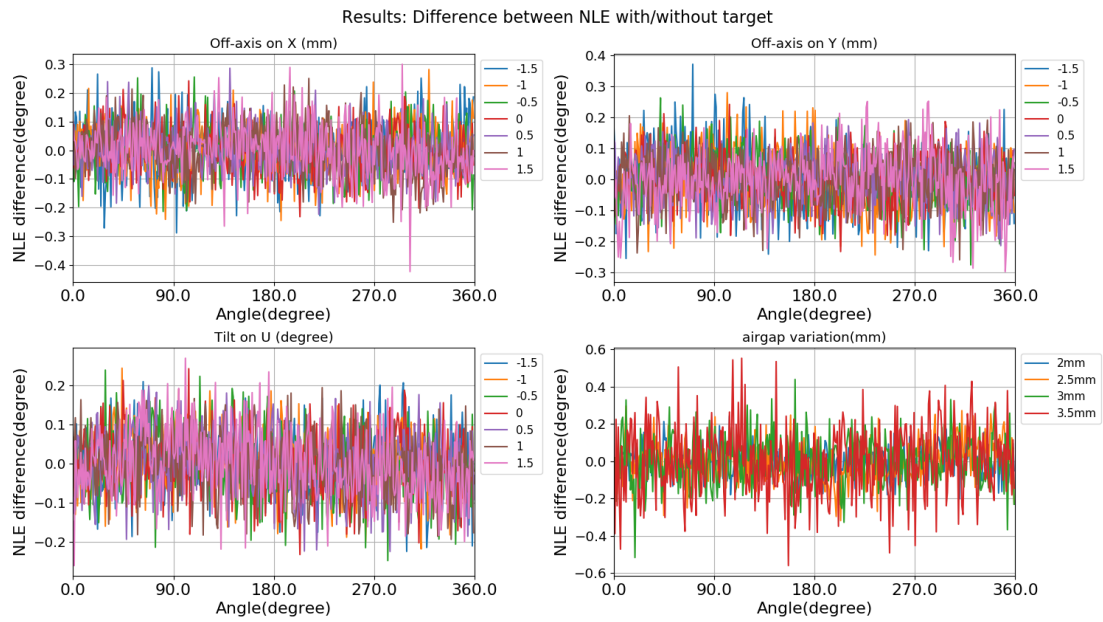 Results: Difference between NLE with/without target
Off-axis on X (mm)
NLE difference(degree)
0.3
0.2
0.1
0.0
−0.1
−0.2
−0.3
−0.4
0.0 90.0 180.0 270.0 360.0
Angle(degree)
-1.5
-1
-0.5
0
0.5
1
1.5
Off-axis on Y (mm)
NLE difference(degree)
0.4
0.3
0.2
0.1
0.0
−0.1
−0.2
−0.3
0.0 90.0 180.0 270.0 360.0
Angle(degree)
-1.5
-1
-0.5
0
0.5
1
1.5
Tilt on U (degree)
NLE difference(degree)
0.2
0.1
0.0
−0.1
−0.2
0.0 90.0 180.0 270.0 360.0
Angle(degree)
-1.5
-1
-0.5
0
0.5
1
1.5
airgap variation(mm)
NLE difference(degree)
0.6
0.4
0.2
0.0
−0.2
−0.4
−0.6
0.0 90.0 180.0 270.0 360.0
Angle(degree)
2mm
2.5mm
3mm
3.5mm